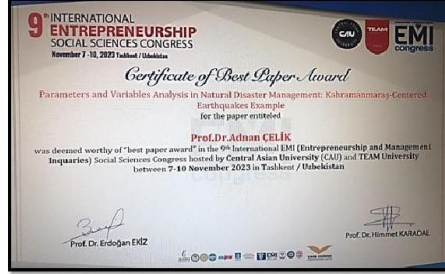 9th INTERNATIONAL
ENTREPRENEURSHIP
SOCIAL SCIENCES CONGRESS
November 7 -10, 2023 Tashkent / Uzbekistan
CAU
TEAM
EMI
congress
Certificate of Best Paper Award
Parameters and Variables Analysis in Natural Disaster Management: Kahramanmaraş-Centered
Earthquakes Example
for the paper entiteled
Prof.Dr.Adnan ÇELİK
was deemed worthy of "best paper award" in the 9th International EMI (Entrepreneurship and Management
Inquaries) Social Sciences Congress hosted by Central Asian University (CAU) and TEAM University
between 7-10 November 2023 in Tashkent / Uzbekistan
Prof. Dr. Erdoğan EKİZ
Prof. Dr. Himmet KARADAL